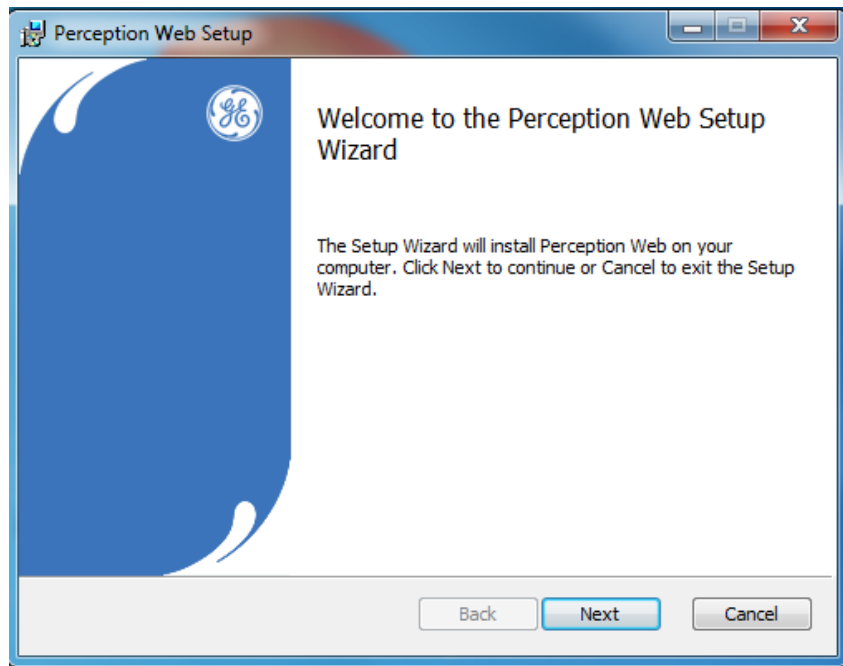 Perception Web Setup
GE
Welcome to the Perception Web Setup
Wizard
The Setup Wizard will install Perception Web on your
computer. Click Next to continue or Cancel to exit the Setup
Wizard.
Back
Next
Cancel